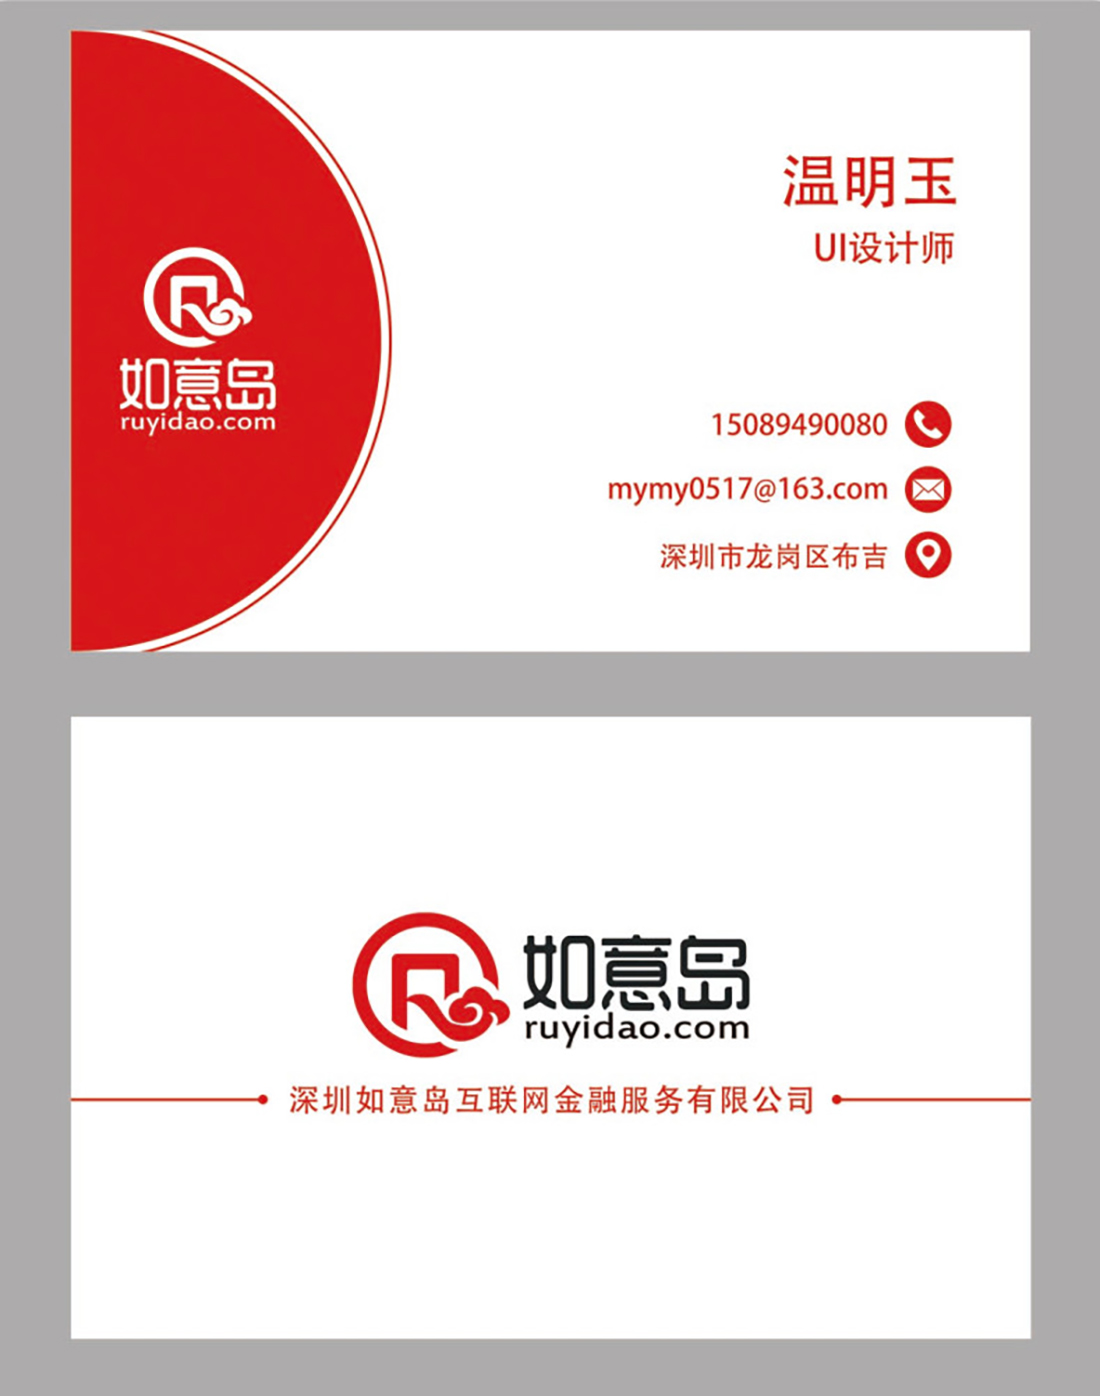 如意岛
ruyidao.com
温明玉
UI设计师
15089490080
mymy0517@163.com
深圳市龙岗区布吉
如意岛
ruyidao.com
深圳如意岛互联网金融服务有限公司